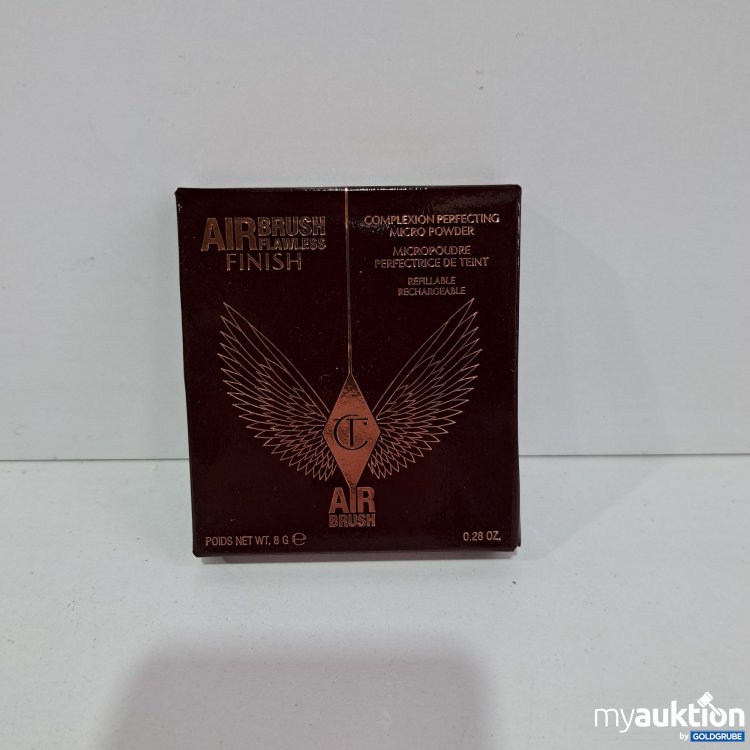 AIRBRUSH
FLAWLESS
FINISH
COMPLEXION PERFECTING
MICRO POWDER
MICROPOUDRE
PERFECTRICE DE TEINT
REFILLABLE
RECHARGEABLE
CT
AIR
BRUSH
POIDS NET WT. 8 G ℮
0.28 OZ.
myauktion
by GOLDGRUBE